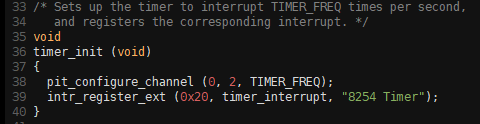 33 /* Sets up the timer to interrupt TIMER_FREQ times per second,
34    and registers the corresponding interrupt. */
35 void
36 timer_init (void)
37 {
38   pit_configure_channel (0, 2, TIMER_FREQ);
39   intr_register_ext (0x20, timer_interrupt, "8254 Timer");
40 }